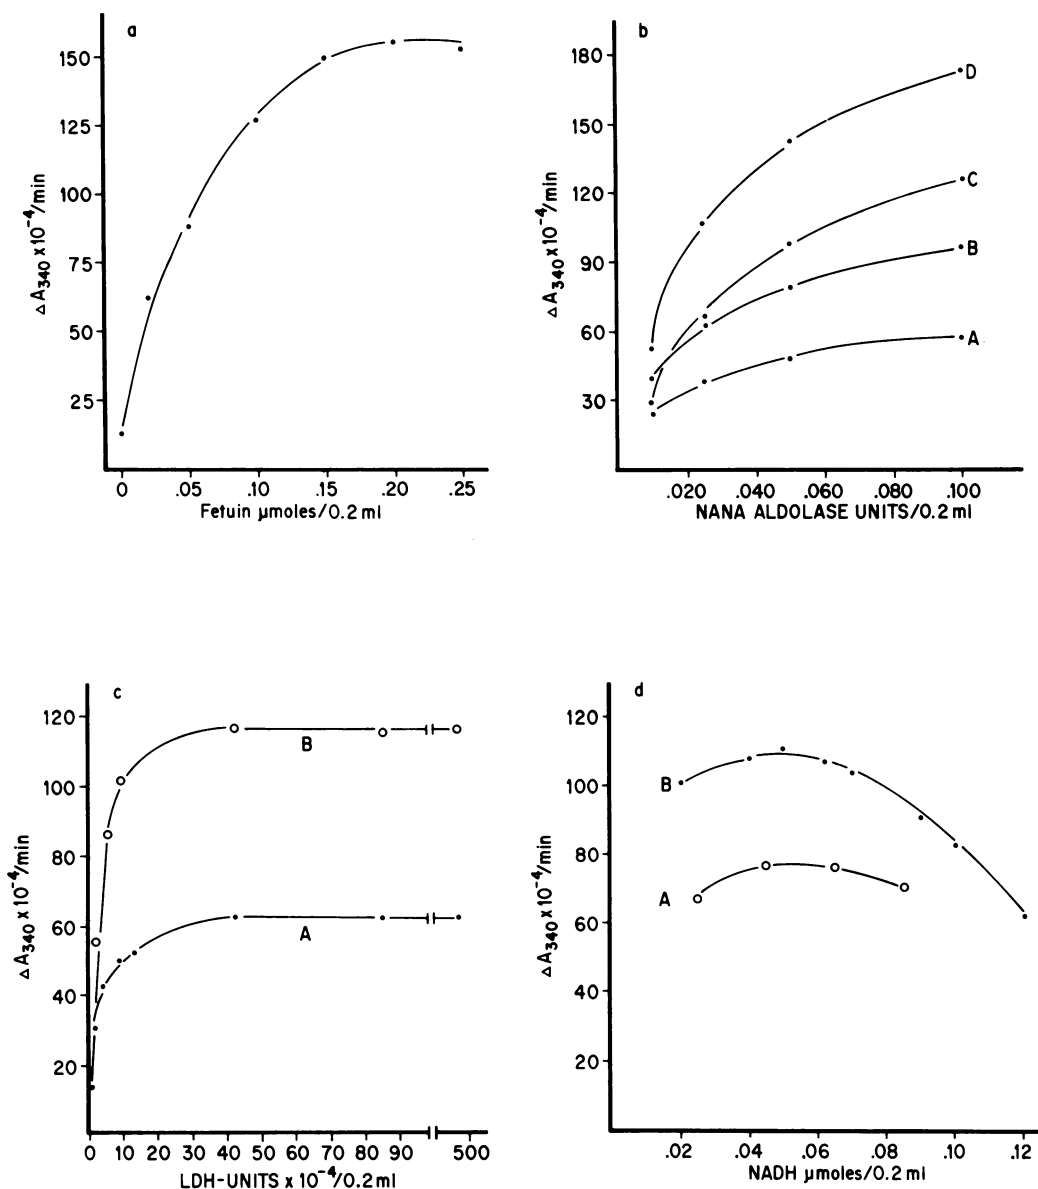 a
150
125
100
75
50
25
Δ A340 x 10⁻⁴/min
0 .05 .10 .15 .20 .25
Fetuin µmoles/0.2 ml
b
180
150
120
90
60
30
Δ A340 x 10⁻⁴/min
D
C
B
A
.020 .040 .060 .080 .100
NANA ALDOLASE UNITS/0.2 ml
c
120
100
80
60
40
20
Δ A340 x 10⁻⁴/min
B
A
0 10 20 30 40 50 60 70 80 90 500
LDH-UNITS x 10⁻⁴/0.2 ml
d
120
100
80
60
40
20
Δ A340 x 10⁻⁴/min
B
A
.02 .04 .06 .08 .10 .12
NADH µmoles/0.2 ml